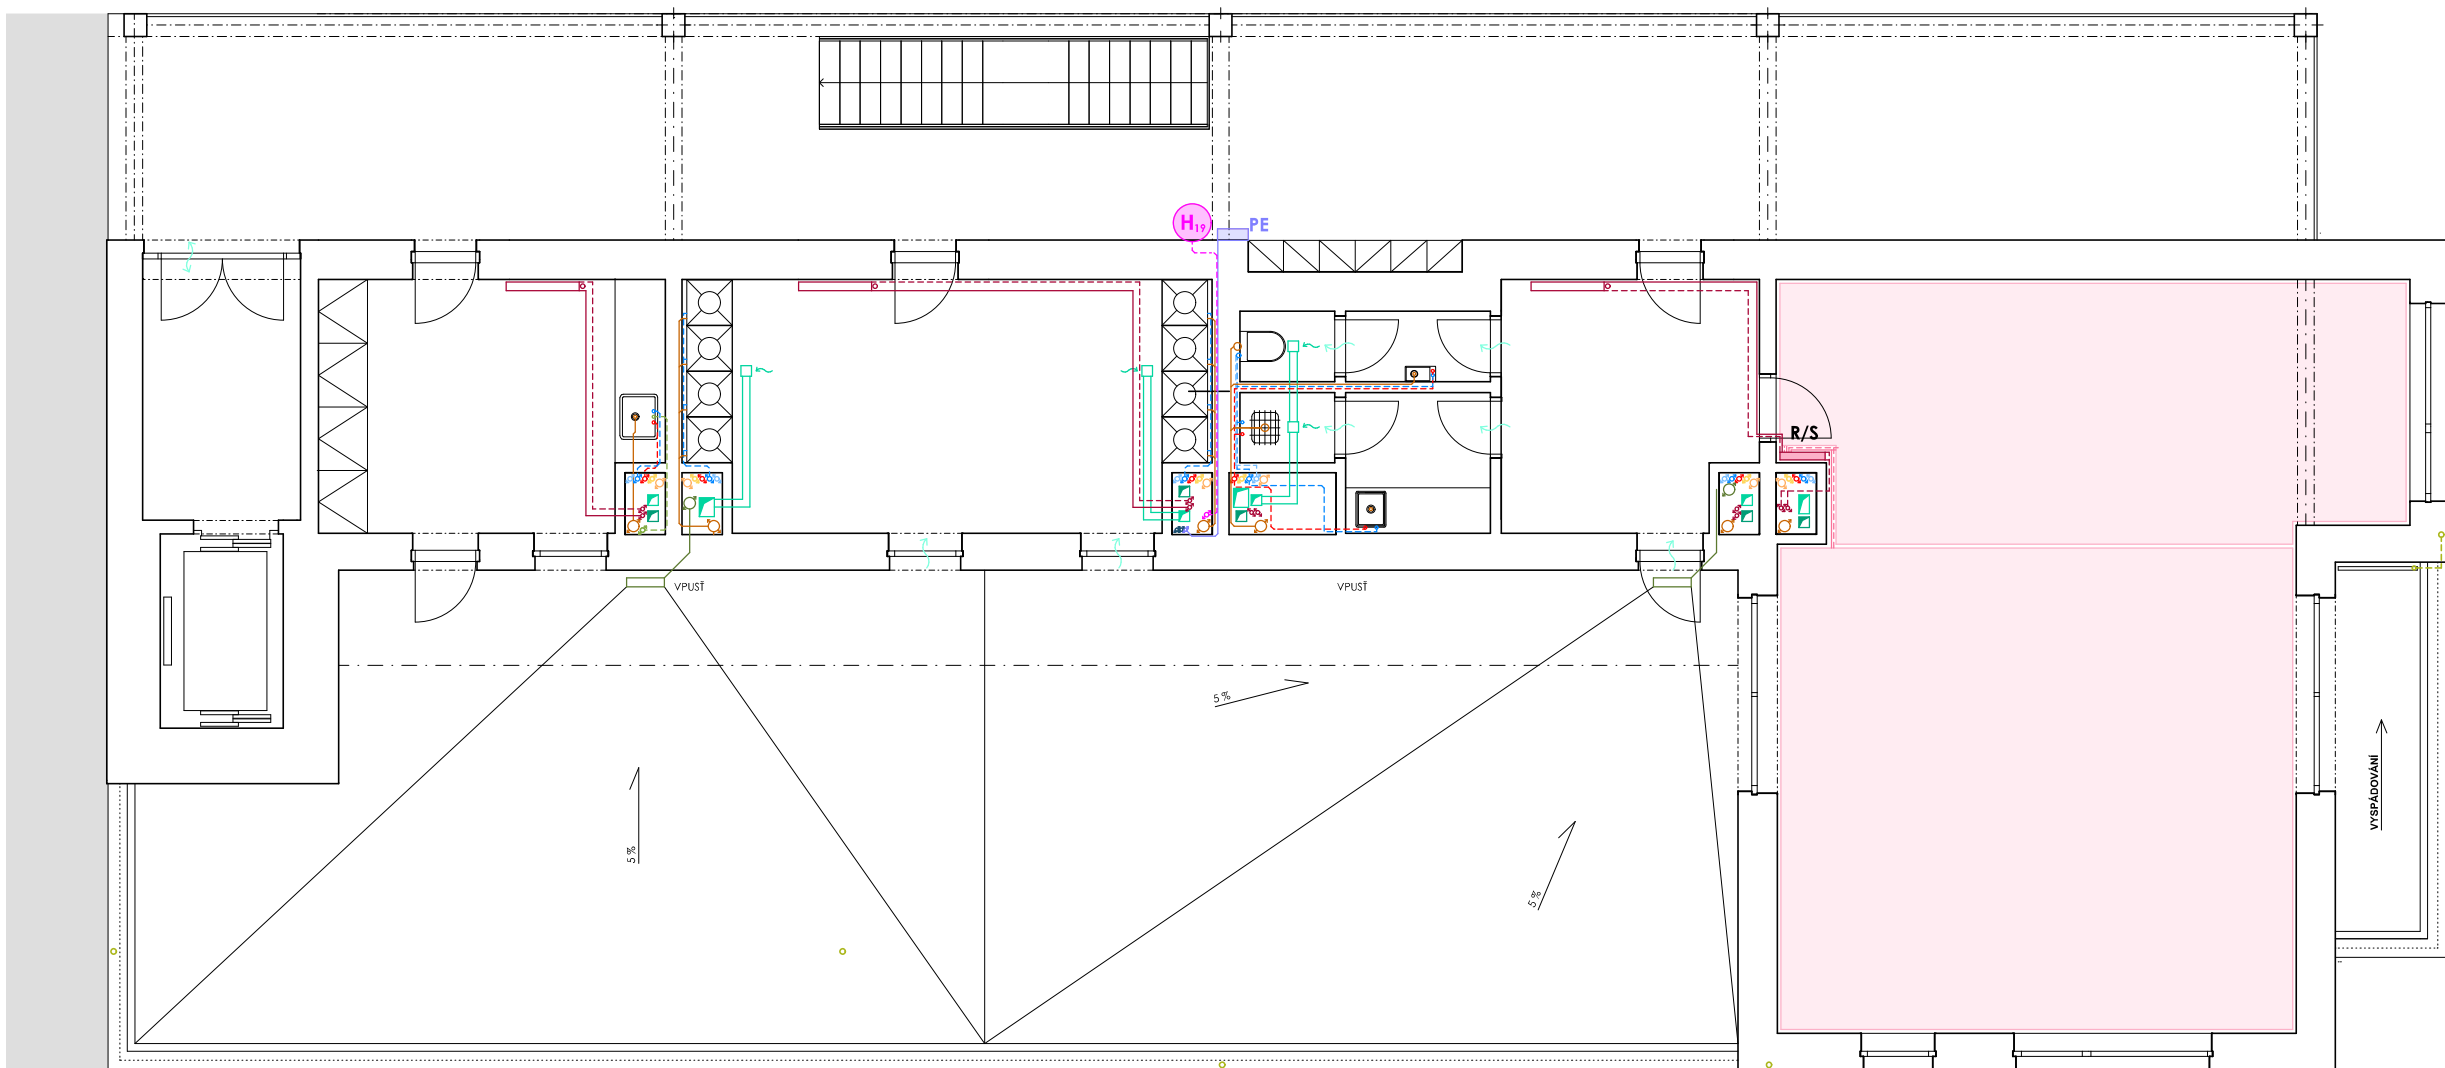 H19
PE
R/S
VPUSŤ
VPUSŤ
5 %
5 %
5 %
VYSPÁDOVÁNÍ